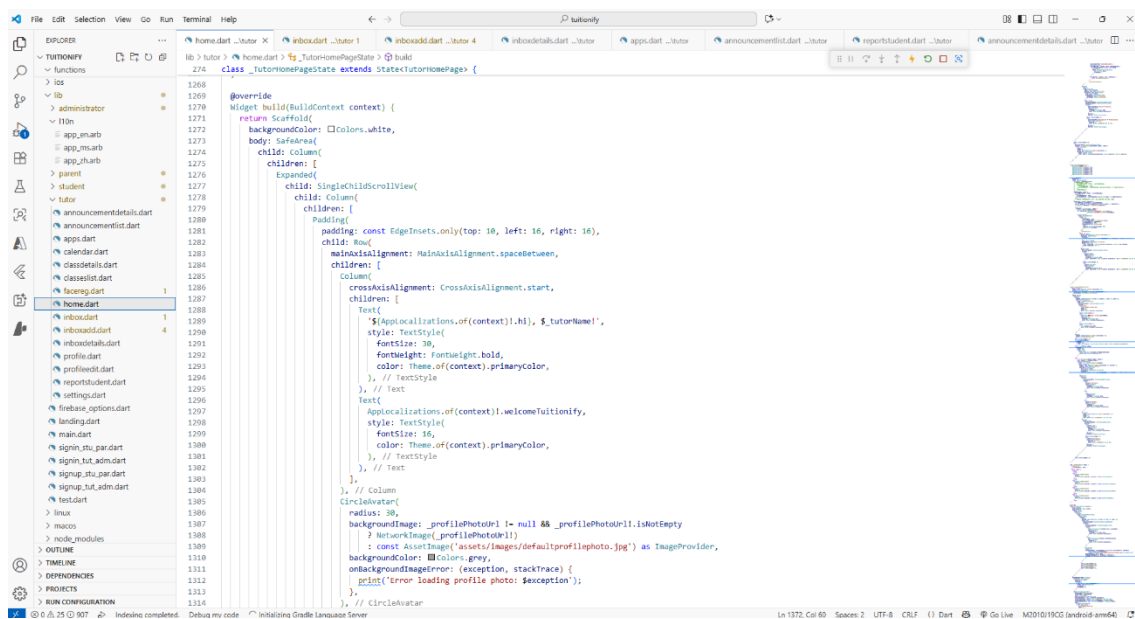 File Edit Selection View Go Run Terminal Help
tuitionify
EXPLORER
TUITIONIFY
functions
ios
lib
administrator
l10n
app_en.arb
app_ms.arb
app_zh.arb
parent
student
tutor
announcementdetails.dart
announcementlist.dart
apps.dart
calendar.dart
classdetails.dart
classeslist.dart
facereg.dart 1
home.dart
inbox.dart 1
inboxadd.dart 4
inboxdetails.dart
profile.dart
profileedit.dart
reportstudent.dart
settings.dart
firebase_options.dart
landing.dart
main.dart
signin_stu_par.dart
signin_tut_adm.dart
signup_stu_par.dart
signup_tut_adm.dart
test.dart
linux
macos
node_modules
OUTLINE
TIMELINE
DEPENDENCIES
PROJECTS
RUN CONFIGURATION
home.dart ...\tutor inbox.dart ...\tutor 1 inboxadd.dart ...\tutor 4 inboxdetails.dart ...\tutor apps.dart ...\tutor announcementlist.dart ...\tutor reportstudent.dart ...\tutor announcementdetails.dart ...\tutor
lib > tutor > home.dart > _TutorHomePageState > build
274 class _TutorHomePageState extends State<TutorHomePage> {
1268
1269 @override
1270 Widget build(BuildContext context) {
1271 return Scaffold(
1272 backgroundColor: Colors.white,
1273 body: SafeArea(
1274 child: Column(
1275 children: [
1276 Expanded(
1277 child: SingleChildScrollView(
1278 child: Column(
1279 children: [
1280 Padding(
1281 padding: const EdgeInsets.only(top: 10, left: 16, right: 16),
1282 child: Row(
1283 mainAxisAlignment: MainAxisAlignment.spaceBetween,
1284 children: [
1285 Column(
1286 crossAxisAlignment: CrossAxisAlignment.start,
1287 children: [
1288 Text(
1289 '${AppLocalizations.of(context)!.hi}, $_tutorName!',
1290 style: TextStyle(
1291 fontSize: 30,
1292 fontWeight: FontWeight.bold,
1293 color: Theme.of(context).primaryColor,
1294 ), // TextStyle
1295 ), // Text
1296 Text(
1297 AppLocalizations.of(context)!.welcomeTuitionify,
1298 style: TextStyle(
1299 fontSize: 16,
1300 color: Theme.of(context).primaryColor,
1301 ), // TextStyle
1302 ), // Text
1303 ],
1304 ), // Column
1305 CircleAvatar(
1306 radius: 30,
1307 backgroundImage: _profilePhotoUrl != null && _profilePhotoUrl!.isNotEmpty
1308 ? NetworkImage(_profilePhotoUrl!)
1309 : const AssetImage('assets/images/defaultprofilephoto.jpg') as ImageProvider,
1310 backgroundColor: Colors.grey,
1311 onBackgroundImageError: (exception, stackTrace) {
1312 print('Error loading profile photo: $exception');
1313 },
1314 ), // CircleAvatar
0 25 907 Indexing completed. Debug my code Initializing Gradle Language Server Ln 1372, Col 60 Spaces: 2 UTF-8 CRLF {} Dart Go Live M2010J19CG (android-arm64)